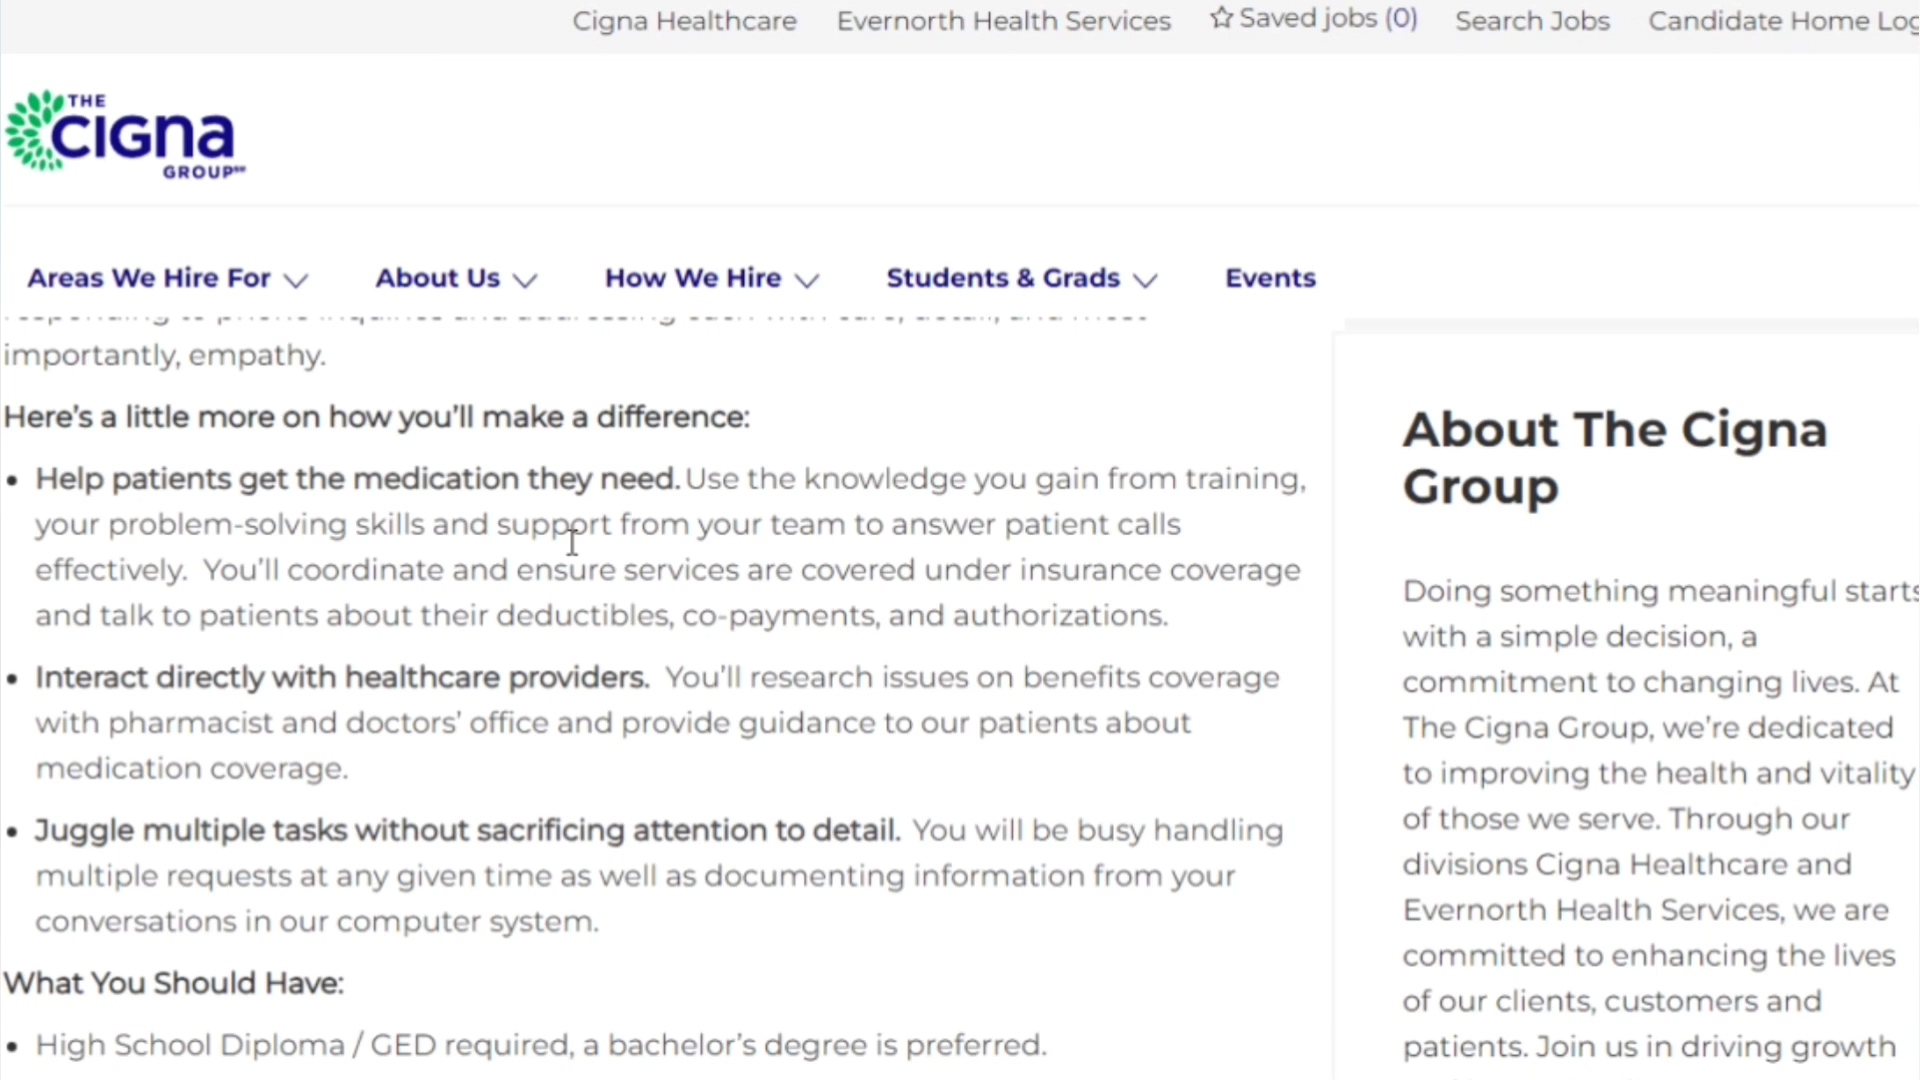 Cigna Healthcare Evernorth Health Services Saved jobs (0) Search Jobs Candidate Home
THE
Cigna
GROUP℠
Areas We Hire For About Us How We Hire Students & Grads Events
importantly, empathy.
Here’s a little more on how you’ll make a difference:
• Help patients get the medication they need. Use the knowledge you gain from training,
your problem-solving skills and support from your team to answer patient calls
effectively. You’ll coordinate and ensure services are covered under insurance coverage
and talk to patients about their deductibles, co-payments, and authorizations.
• Interact directly with healthcare providers. You’ll research issues on benefits coverage
with pharmacist and doctors’ office and provide guidance to our patients about
medication coverage.
• Juggle multiple tasks without sacrificing attention to detail. You will be busy handling
multiple requests at any given time as well as documenting information from your
conversations in our computer system.
What You Should Have:
• High School Diploma / GED required, a bachelor’s degree is preferred.
About The Cigna
Group
Doing something meaningful starts
with a simple decision, a
commitment to changing lives. At
The Cigna Group, we’re dedicated
to improving the health and vitality
of those we serve. Through our
divisions Cigna Healthcare and
Evernorth Health Services, we are
committed to enhancing the lives
of our clients, customers and
patients. Join us in driving growth